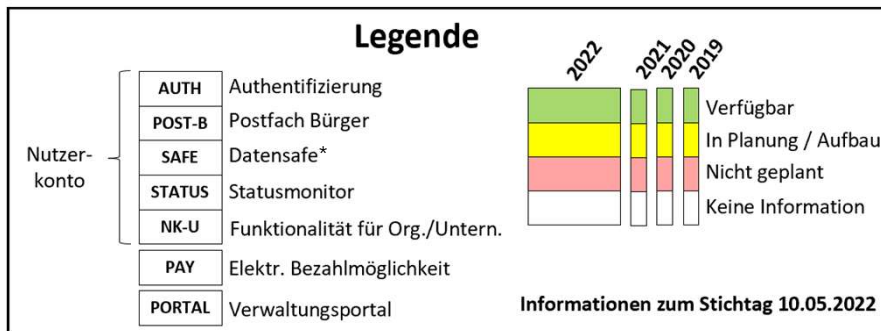 Legende
2022
2021
2020
2019
AUTH Authentifizierung
POST-B Postfach Bürger
SAFE Datensafe*
STATUS Statusmonitor
NK-U Funktionalität für Org./Untern.
Nutzer-
konto
PAY Elektr. Bezahlmöglichkeit
PORTAL Verwaltungsportal
Verfügbar
In Planung / Aufbau
Nicht geplant
Keine Information
Informationen zum Stichtag 10.05.2022